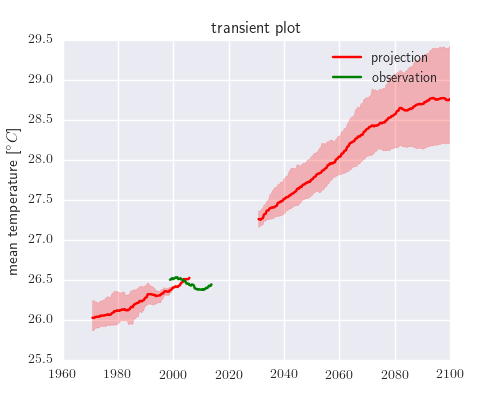 transient plot
projection
observation
mean temperature [°C]
29.5
29.0
28.5
28.0
27.5
27.0
26.5
26.0
25.5
1960 1980 2000 2020 2040 2060 2080 2100